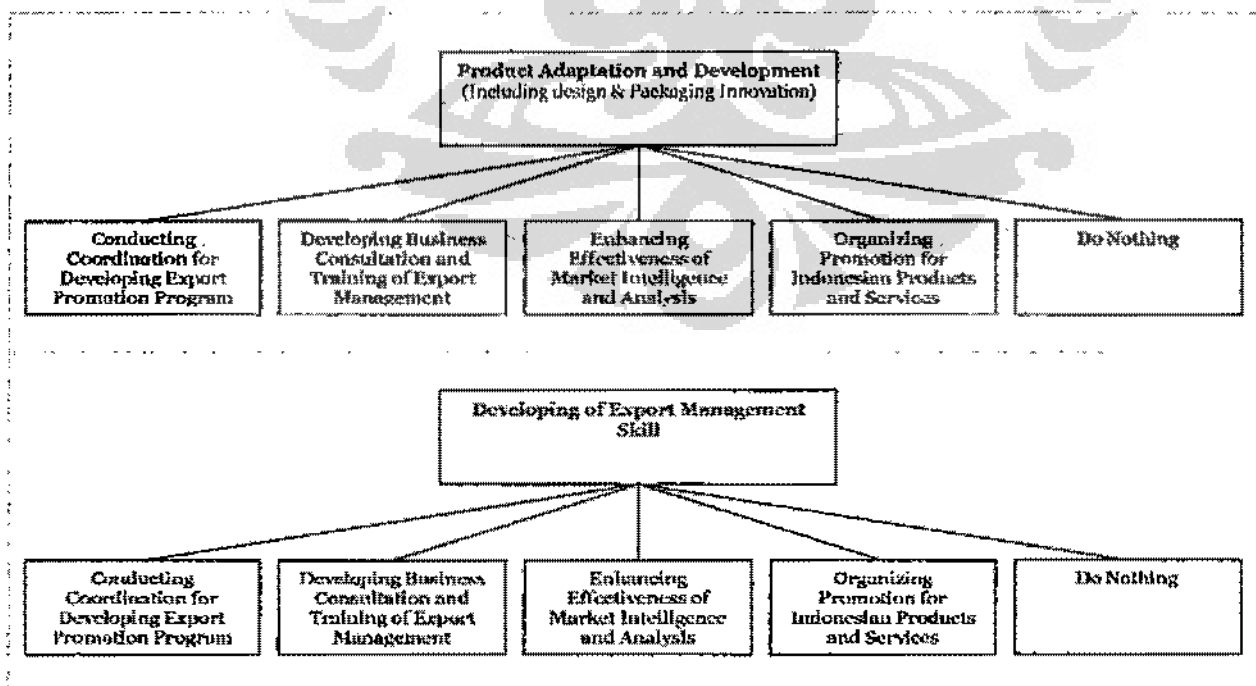 Product Adaptation and Development
(Including design & Packaging Innovation)
Conducting
Coordination for
Developing Export
Promotion Program
Developing Business
Consultation and
Training of Export
Management
Enhancing
Effectiveness of
Market Intelligence
and Analysis
Organizing
Promotion for
Indonesian Products
and Services
Do Nothing
Developing of Export Management
Skill
Conducting
Coordination for
Developing Export
Promotion Program
Developing Business
Consultation and
Training of Export
Management
Enhancing
Effectiveness of
Market Intelligence
and Analysis
Organizing
Promotion for
Indonesian Products
and Services
Do Nothing